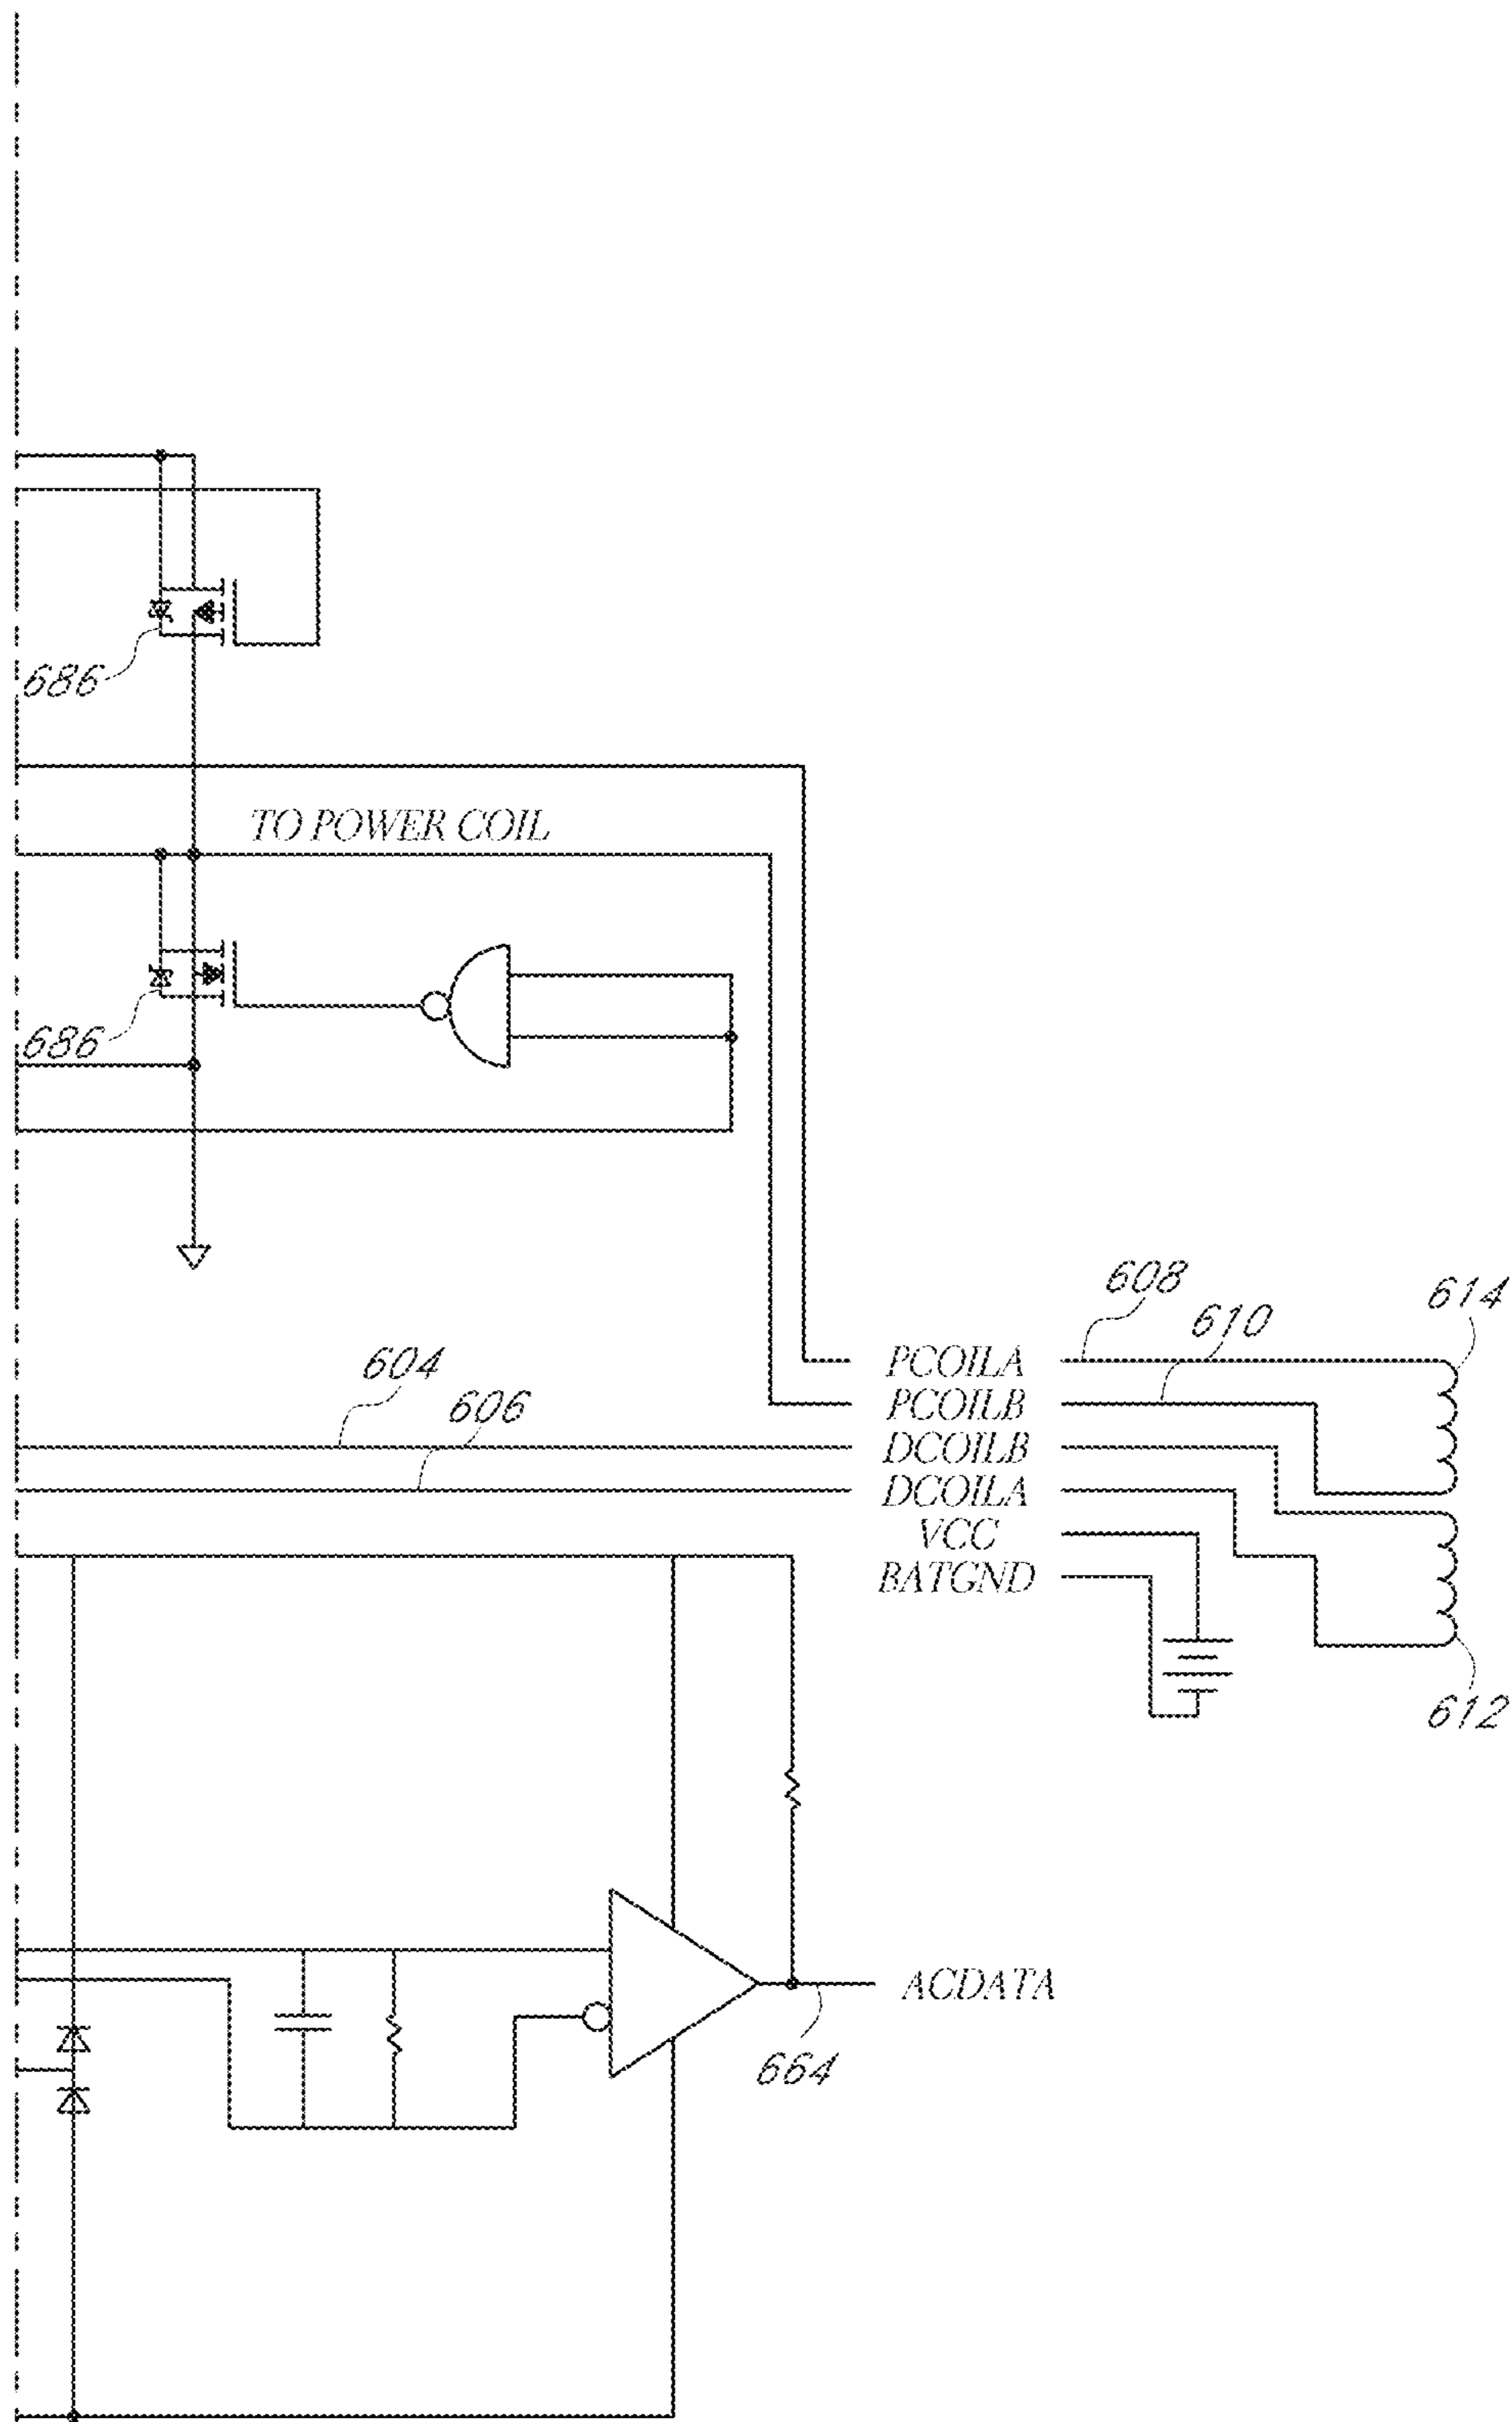 686
TO POWER COIL
686
608
614
610
604
PCOILA
606
PCOILB
DCOILB
DCOILA
VCC
BATGND
612
ACDATA
664